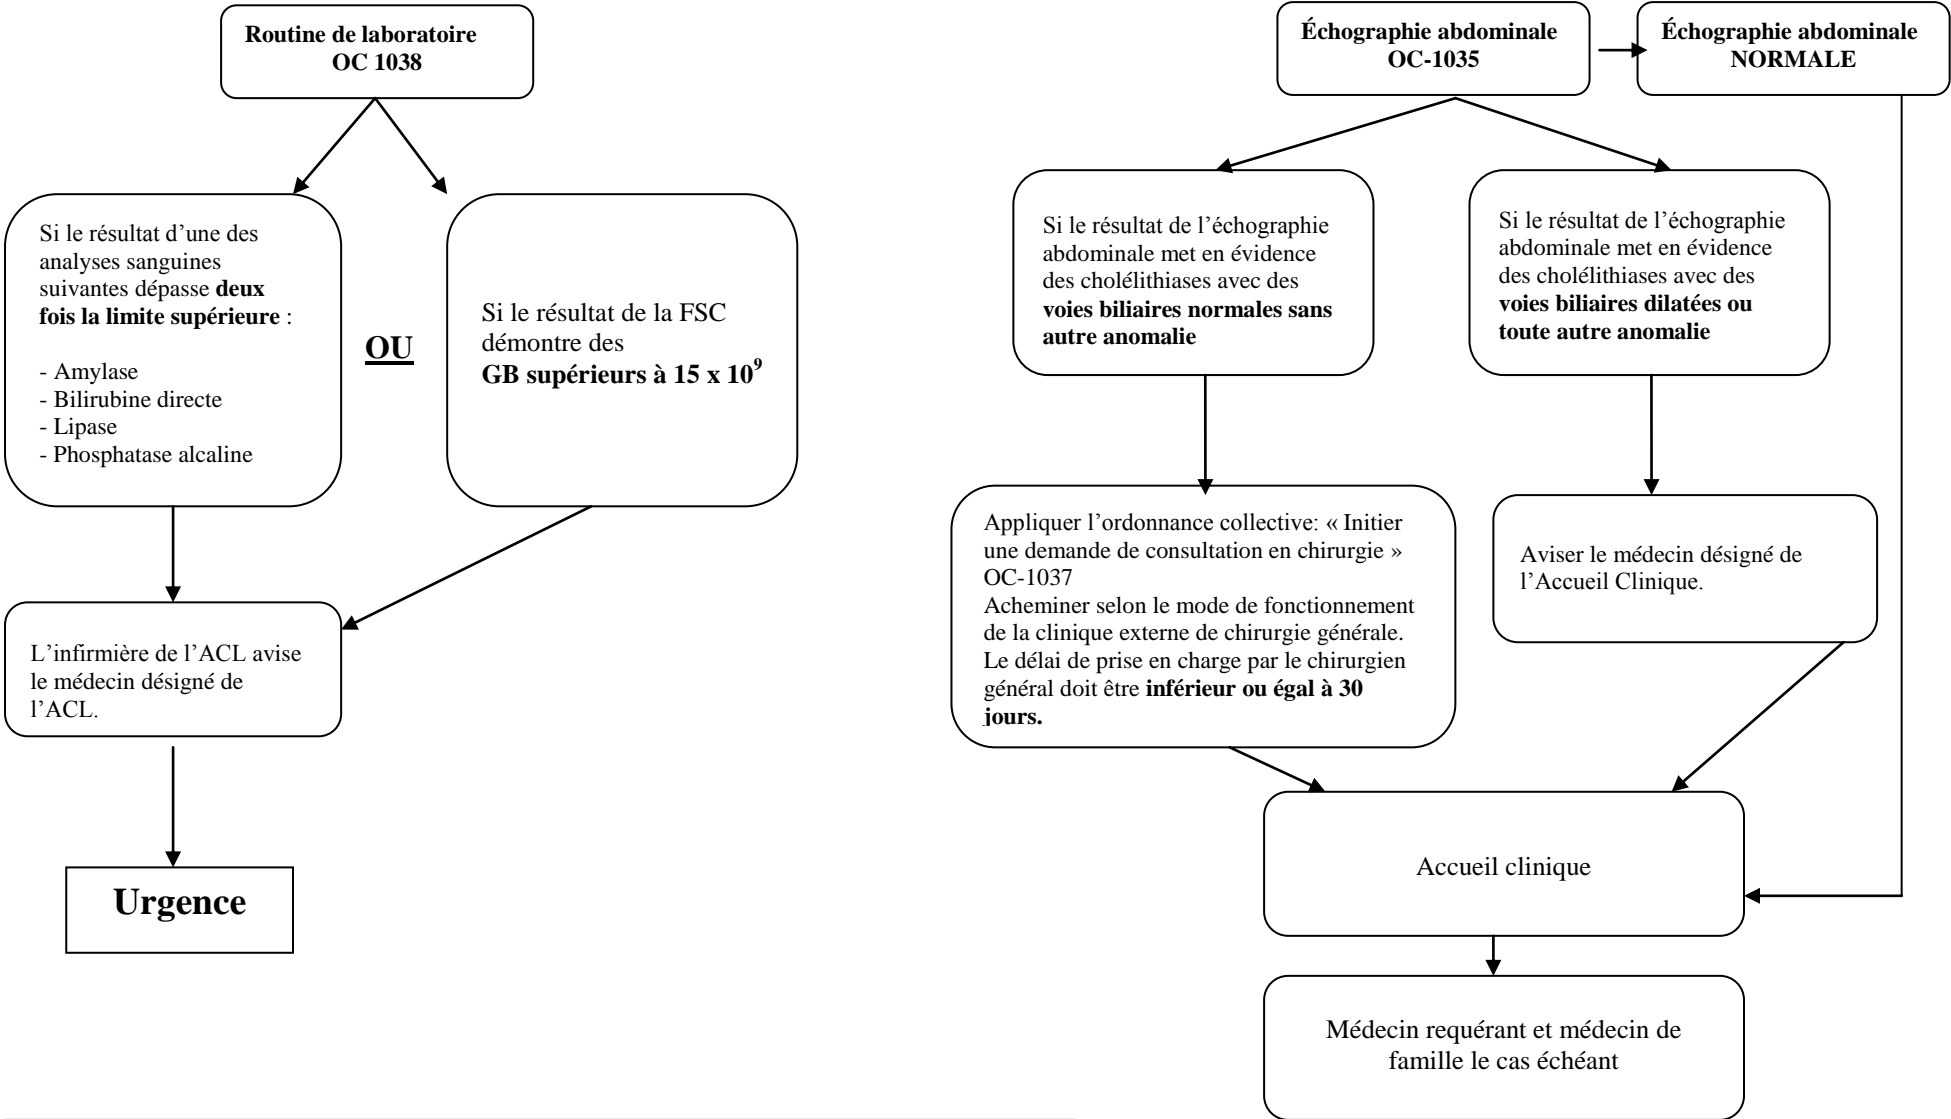 Routine de laboratoire
OC 1038
Si le résultat d’une des
analyses sanguines
suivantes dépasse deux
fois la limite supérieure :
- Amylase
- Bilirubine directe
- Lipase
- Phosphatase alcaline
OU
Si le résultat de la FSC
démontre des
GB supérieurs à 15 x 10⁹
L’infirmière de l’ACL avise
le médecin désigné de
l’ACL.
Urgence
Échographie abdominale
OC-1035
Échographie abdominale
NORMALE
Si le résultat de l’échographie
abdominale met en évidence
des cholélithiases avec des
voies biliaires normales sans
autre anomalie
Si le résultat de l’échographie
abdominale met en évidence
des cholélithiases avec des
voies biliaires dilatées ou
toute autre anomalie
Appliquer l’ordonnance collective: « Initier
une demande de consultation en chirurgie »
OC-1037
Acheminer selon le mode de fonctionnement
de la clinique externe de chirurgie générale.
Le délai de prise en charge par le chirurgien
général doit être inférieur ou égal à 30
jours.
Aviser le médecin désigné de
l’Accueil Clinique.
Accueil clinique
Médecin requérant et médecin de
famille le cas échéant